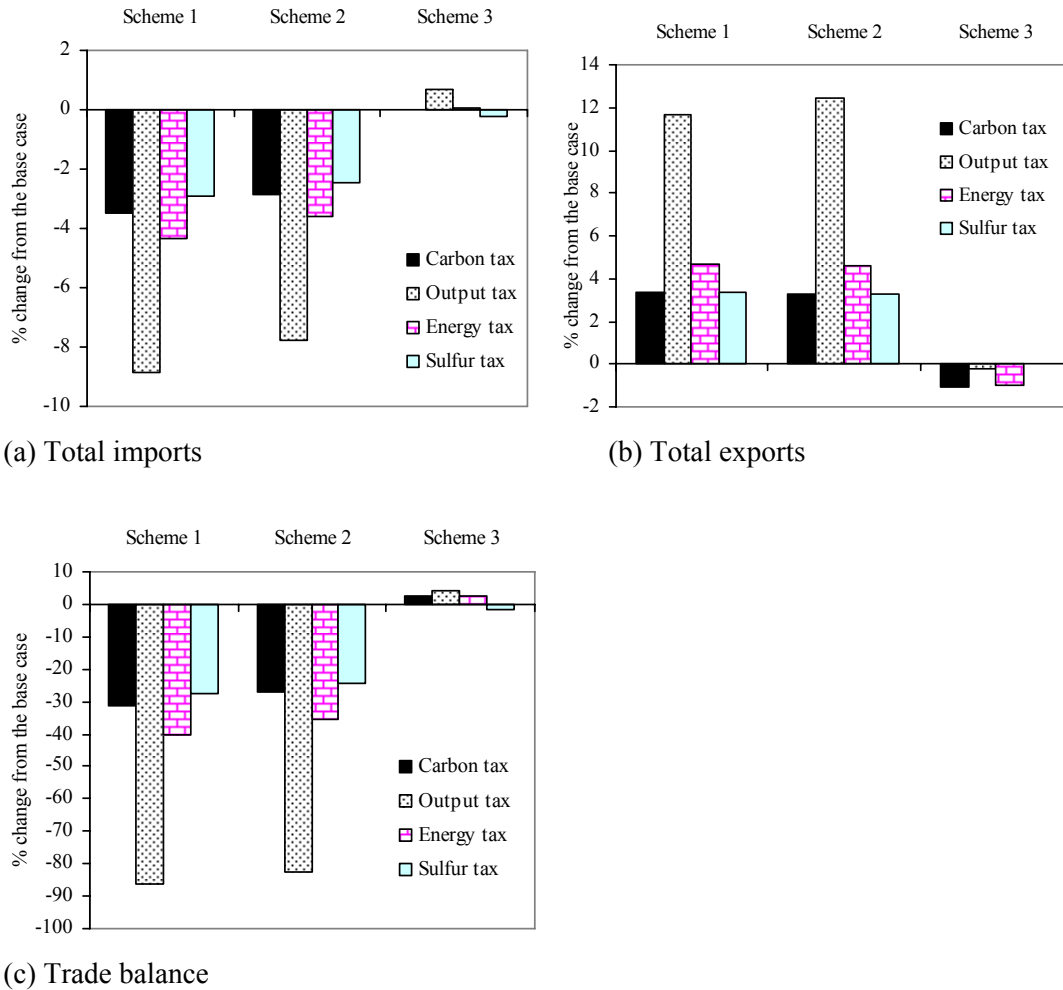 Scheme 1 Scheme 2 Scheme 3
% change from the base case
2
0
-2
-4
-6
-8
-10
Carbon tax
Output tax
Energy tax
Sulfur tax
(a) Total imports
Scheme 1 Scheme 2 Scheme 3
% change from the base case
14
12
10
8
6
4
2
0
-2
Carbon tax
Output tax
Energy tax
Sulfur tax
(b) Total exports
Scheme 1 Scheme 2 Scheme 3
% change from the base case
10
0
-10
-20
-30
-40
-50
-60
-70
-80
-90
-100
Carbon tax
Output tax
Energy tax
Sulfur tax
(c) Trade balance